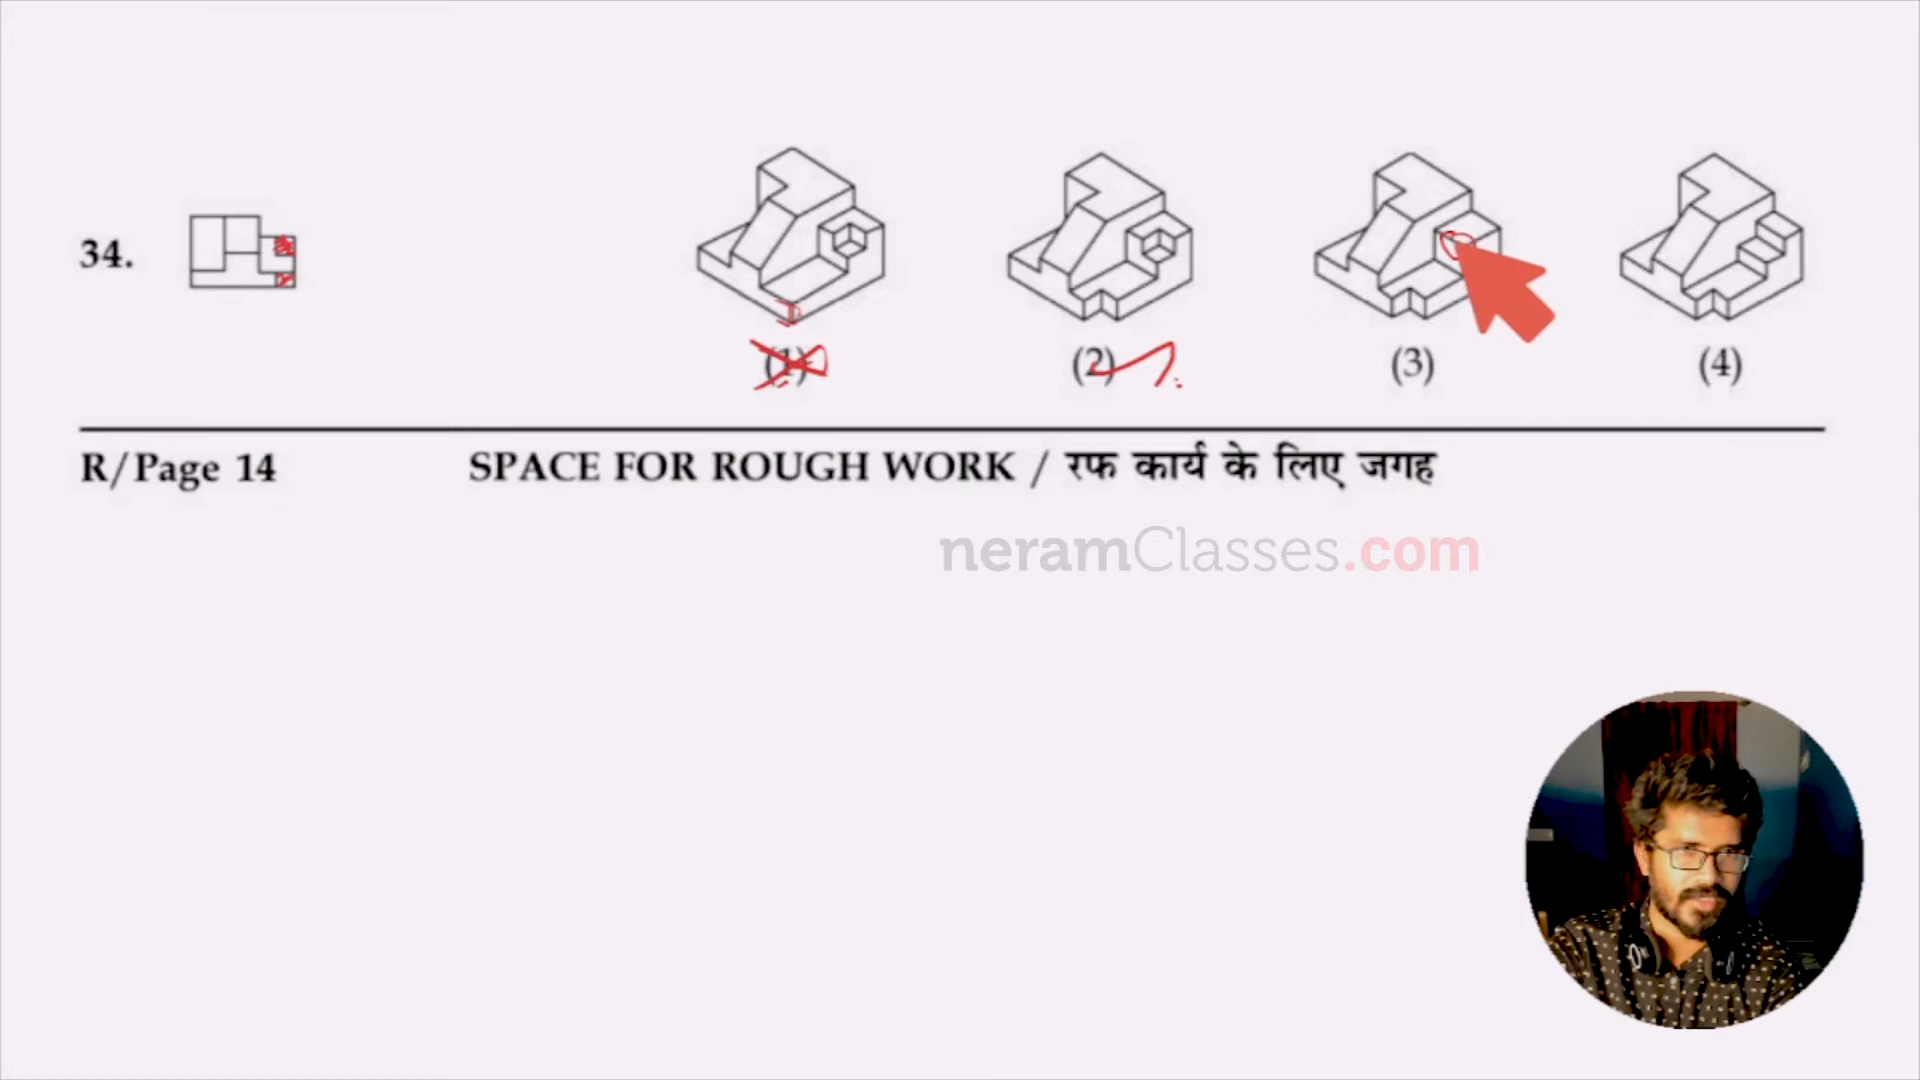 34.
(1)
(2)
(3)
(4)
R/Page 14
SPACE FOR ROUGH WORK / रफ कार्य के लिए जगह
neramClasses.com